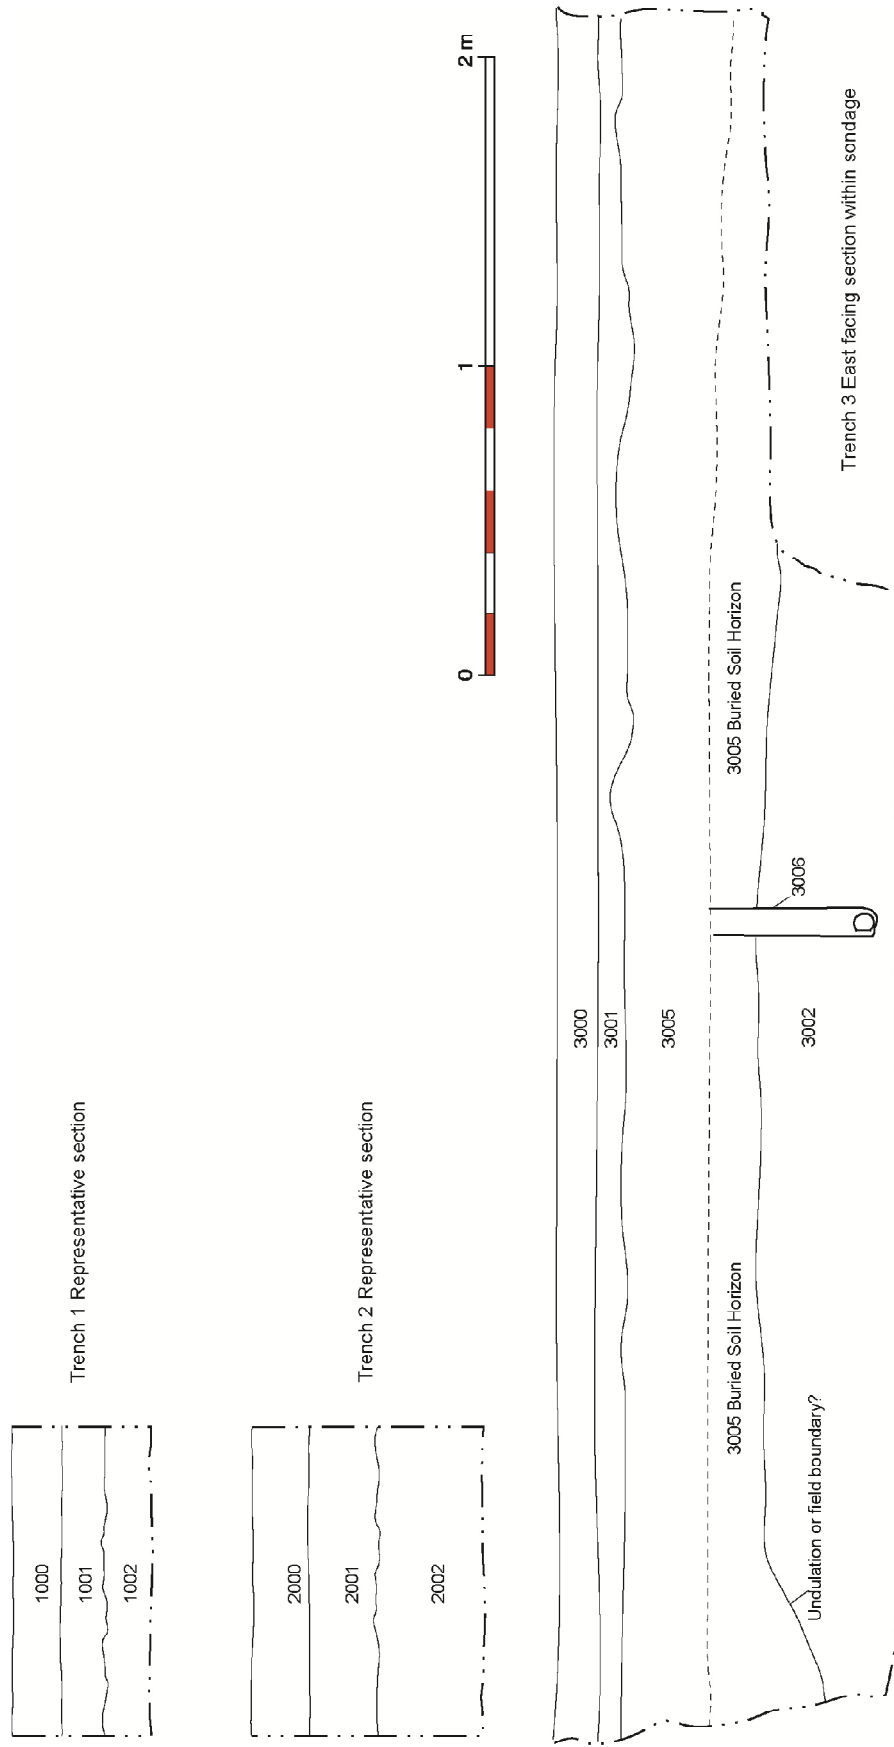 1000
1001
1002
Trench 1 Representative section
2000
2001
2002
Trench 2 Representative section
0
1
2 m
3000
3001
3005
3005 Buried Soil Horizon
3005 Buried Soil Horizon
3006
3002
Undulation or field boundary?
Trench 3 East facing section within sondage